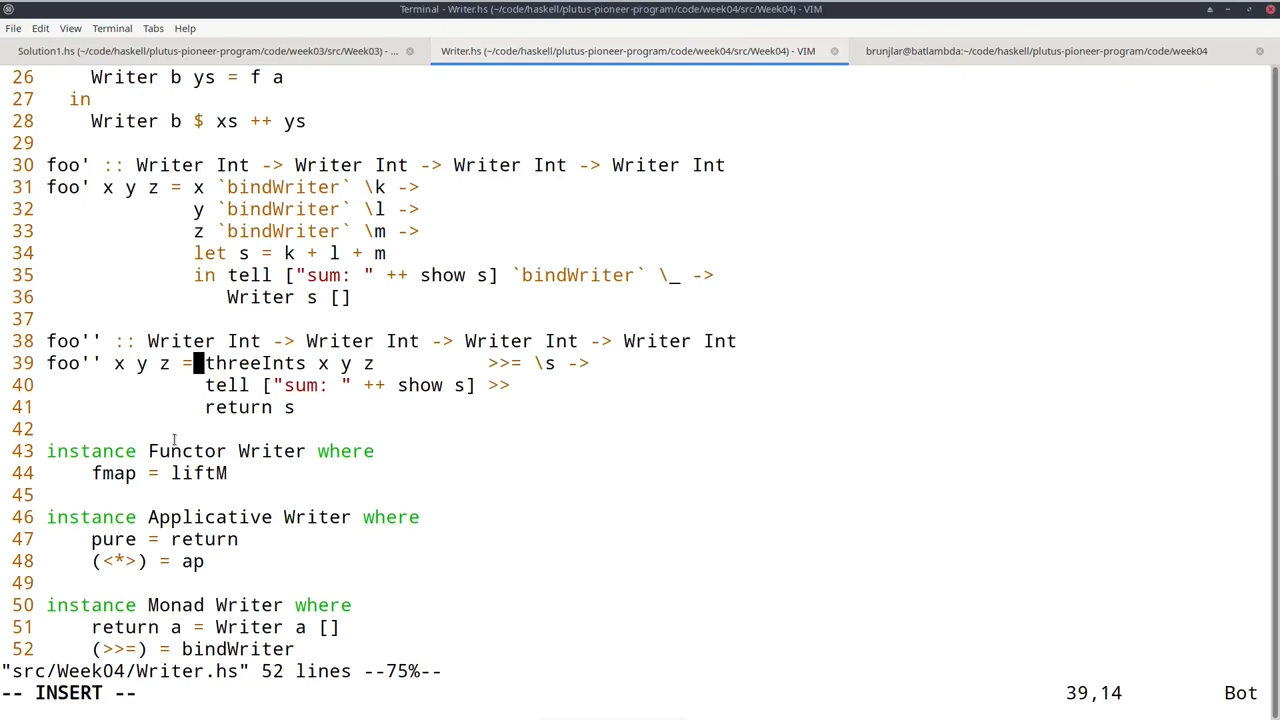 Terminal - Writer.hs (~/code/haskell/plutus-pioneer-program/code/week04/src/Week04) - VIM
File Edit View Terminal Tabs Help
Solution1.hs (~/code/haskell/plutus-pioneer-program/code/week03/src/Week03) - ... Writer.hs (~/code/haskell/plutus-pioneer-program/code/week04/src/Week04) - VIM brunjlar@batlambda:~/code/haskell/plutus-pioneer-program/code/week04
26     Writer b ys = f a
27   in
28     Writer b $ xs ++ ys
29
30 foo' :: Writer Int -> Writer Int -> Writer Int -> Writer Int
31 foo' x y z = x `bindWriter` \k ->
32              y `bindWriter` \l ->
33              z `bindWriter` \m ->
34              let s = k + l + m
35              in tell ["sum: " ++ show s] `bindWriter` \_ ->
36                 Writer s []
37
38 foo'' :: Writer Int -> Writer Int -> Writer Int -> Writer Int
39 foo'' x y z = threeInts x y z          >>= \s ->
40               tell ["sum: " ++ show s] >>
41               return s
42
43 instance Functor Writer where
44     fmap = liftM
45
46 instance Applicative Writer where
47     pure = return
48     (<*>) = ap
49
50 instance Monad Writer where
51     return a = Writer a []
52     (>>=) = bindWriter
"src/Week04/Writer.hs" 52 lines --75%--
-- INSERT -- 39,14 Bot